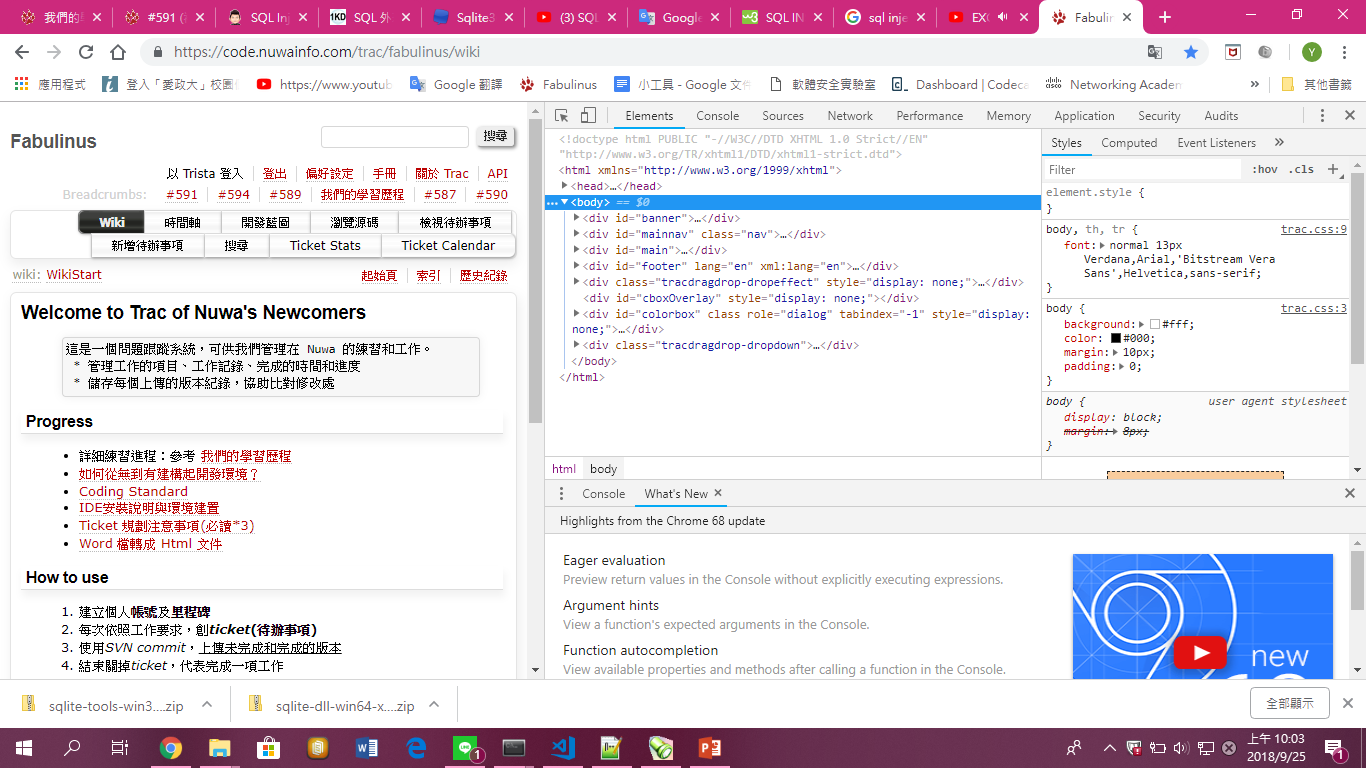 我們的
#591 (
SQL Inj
1KD SQL 外
Sqlite3
(3) SQL
Google
w3 SQL IN
sql inje
EXO
Fabulin
https://code.nuwainfo.com/trac/fabulinus/wiki
Y
應用程式 登入「愛政大」校園 https://www.youtub Google 翻譯 Fabulinus 小工具 - Google 文件 軟體安全實驗室 Dashboard | Codeca Networking Academ » 其他書籤
Fabulinus
搜尋
以 Trista 登入 登出 偏好設定 手冊 關於 Trac API
Breadcrumbs: #591 #594 #589 我們的學習歷程 #587 #590
Wiki 時間軸 開發藍圖 瀏覽源碼 檢視待辦事項
新增待辦事項 搜尋 Ticket Stats Ticket Calendar
wiki: WikiStart 起始頁 索引 歷史紀錄
Welcome to Trac of Nuwa's Newcomers
這是一個問題跟蹤系統，可供我們管理在 Nuwa 的練習和工作。
* 管理工作的項目、工作記錄、完成的時間和進度
* 儲存每個上傳的版本紀錄，協助比對修改處
Progress
• 詳細練習進程：參考 我們的學習歷程
• 如何從無到有建構起開發環境？
• Coding Standard
• IDE安裝說明與環境建置
• Ticket 規劃注意事項(必讀*3)
• Word 檔轉成 Html 文件
How to use
1. 建立個人帳號及里程碑
2. 每次依照工作要求，創ticket(待辦事項)
3. 使用SVN commit，上傳未完成和完成的版本
4. 結束關掉ticket，代表完成一項工作
Elements Console Sources Network Performance Memory Application Security Audits
<!doctype html PUBLIC "-//W3C//DTD XHTML 1.0 Strict//EN"
"http://www.w3.org/TR/xhtml1/DTD/xhtml1-strict.dtd">
<html xmlns="http://www.w3.org/1999/xhtml">
<head>…</head>
<body> == $0
<div id="banner">…</div>
<div id="mainnav" class="nav">…</div>
<div id="main">…</div>
<div id="footer" lang="en" xml:lang="en">…</div>
<div class="tracdragdrop-dropeffect" style="display: none;">…</div>
<div id="cboxOverlay" style="display: none;"></div>
<div id="colorbox" class role="dialog" tabindex="-1" style="display:
none;">…</div>
<div class="tracdragdrop-dropdown">…</div>
</body>
</html>
html body
Styles Computed Event Listeners »
Filter :hov .cls +
element.style {
}
body, th, tr { trac.css:9
font: normal 13px
Verdana,Arial,'Bitstream Vera
Sans',Helvetica,sans-serif;
}
body { trac.css:3
background: #fff;
color: #000;
margin: 10px;
padding: 0;
}
body { user agent stylesheet
display: block;
margin: 8px;
}
Console What's New
Highlights from the Chrome 68 update
Eager evaluation
Preview return values in the Console without explicitly executing expressions.
Argument hints
View a function's expected arguments in the Console.
Function autocompletion
View available properties and methods after calling a function in the Console.
new
sqlite-tools-win3....zip sqlite-dll-win64-x....zip 全部顯示
1
上午 10:03
2018/9/25
1